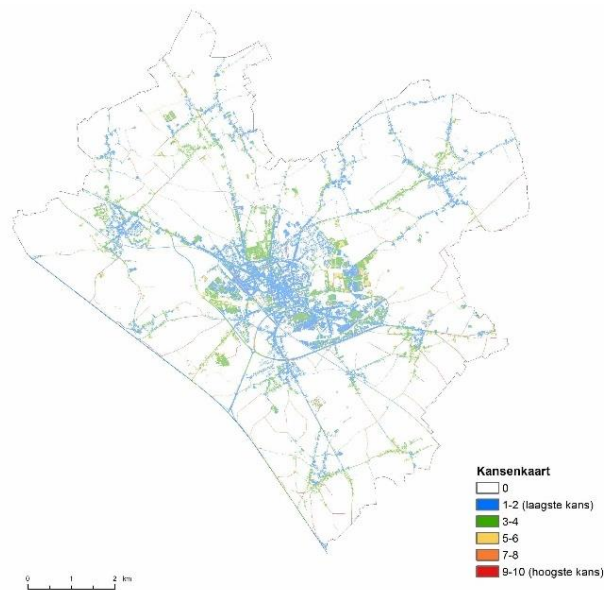 Kansenkaart
0
1-2 (laagste kans)
3-4
5-6
7-8
9-10 (hoogste kans)
0 1 2 km